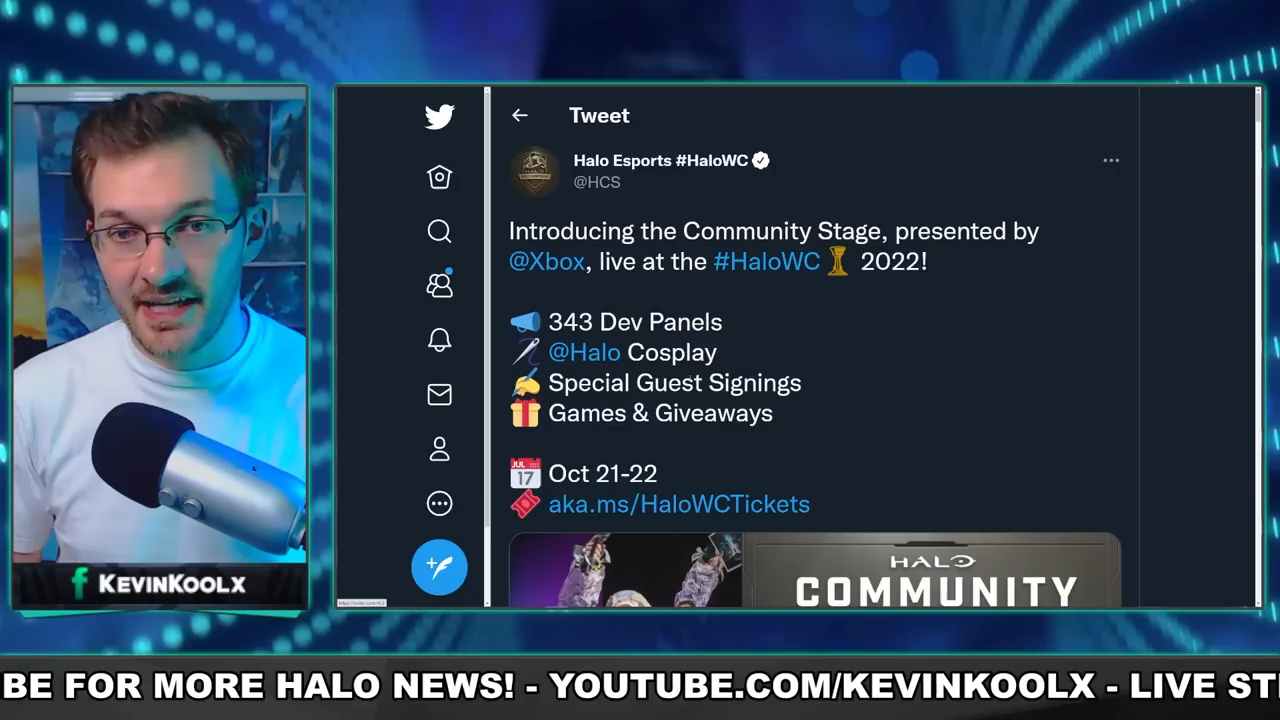 Tweet
Halo Esports #HaloWC
@HCS
Introducing the Community Stage, presented by
@Xbox, live at the #HaloWC 2022!
343 Dev Panels
@Halo Cosplay
Special Guest Signings
Games & Giveaways
JUL
17
Oct 21-22
aka.ms/HaloWCTickets
HALO
COMMUNITY
f KEVINKOOLX
BE FOR MORE HALO NEWS! - YOUTUBE.COM/KEVINKOOLX - LIVE ST